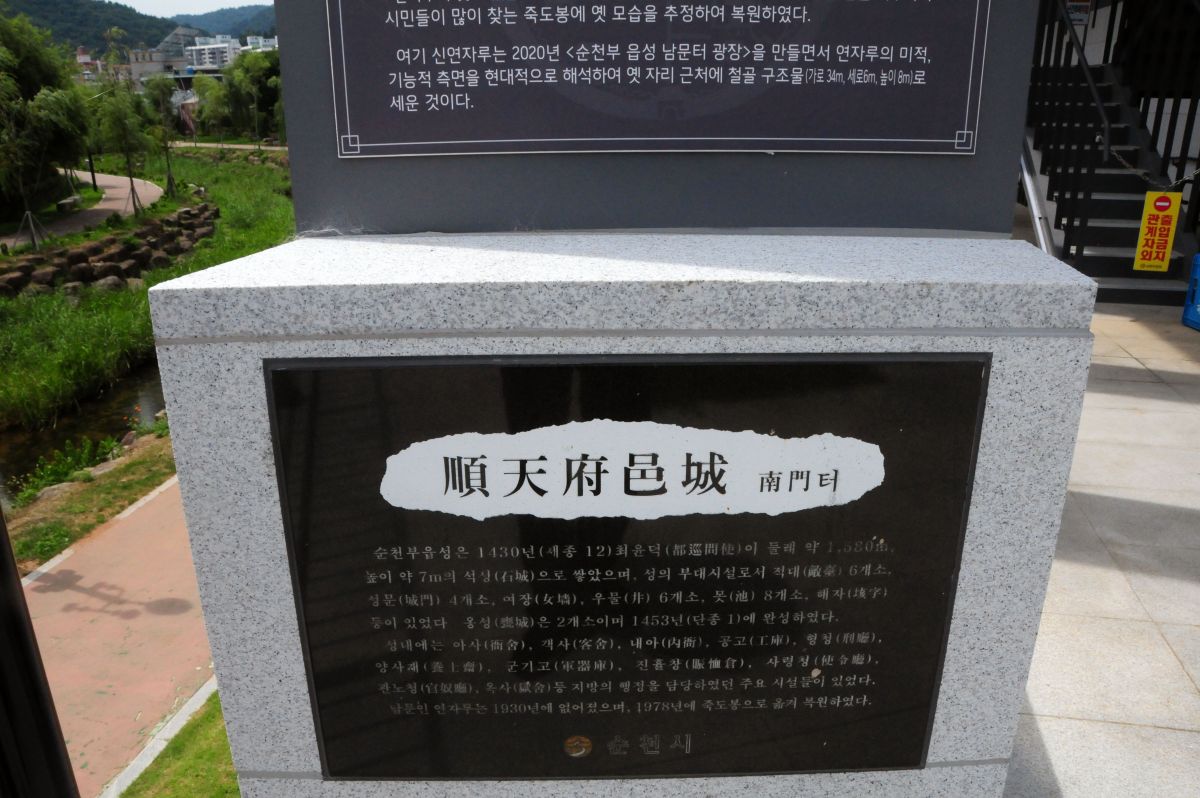 시민들이 많이 찾는 죽도봉에 옛 모습을 추정하여 복원하였다.
여기 신연자루는 2020년 <순천부 읍성 남문터 광장>을 만들면서 연자루의 미적,
기능적 측면을 현대적으로 해석하여 옛 자리 근처에 철골 구조물(가로 34m, 세로6m, 높이 8m)로
세운 것이다.
출입금지
관계자외
順天府邑城 南門터
순천부읍성은 1430년(세종 12)최윤덕(都巡問使)이 둘레 약 1,580m,
높이 약 7m의 석성(石城)으로 쌓았으며, 성의 부대시설로서 적대(敵臺) 6개소,
성문(城門) 4개소, 여장(女墻), 우물(井) 6개소, 못(池) 8개소, 해자(垓字)
등이 있었다 옹성(甕城)은 2개소이며 1453년(단종 1)에 완성하였다.
성내에는 아사(衙舍), 객사(客舍), 내아(内衙), 공고(工庫), 형청(刑廳),
양사재(養士齋), 군기고(軍器庫), 진휼창(賑恤倉), 사령청(使令廳),
관노청(官奴廳), 옥사(獄舍)등 지방의 행정을 담당하였던 주요 시설들이 있었다.
남문인 연자루는 1930년에 없어졌으며, 1978년에 죽도봉으로 옮겨 복원하였다.
순천시